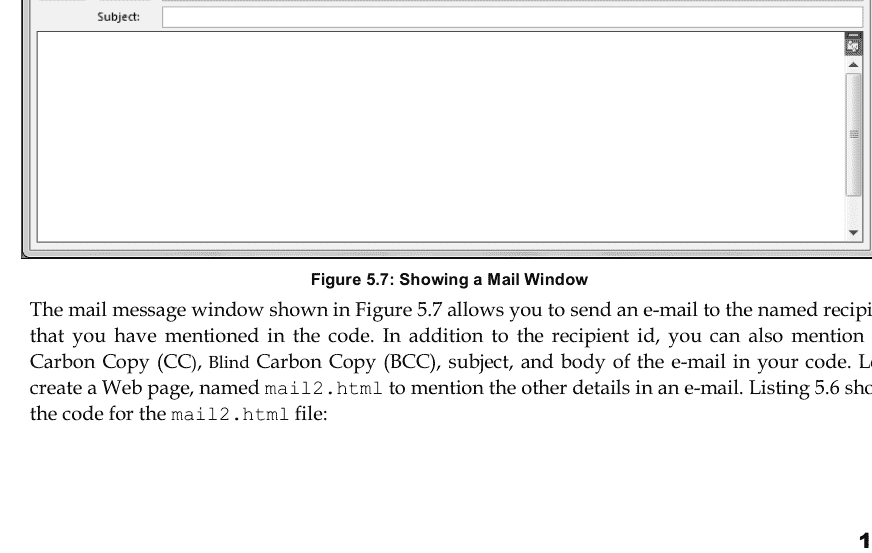 Subject:
Figure 5.7: Showing a Mail Window
The mail message window shown in Figure 5.7 allows you to send an e-mail to the named recipi
that you have mentioned in the code. In addition to the recipient id, you can also mention
Carbon Copy (CC), Blind Carbon Copy (BCC), subject, and body of the e-mail in your code. L
create a Web page, named mail2.html to mention the other details in an e-mail. Listing 5.6 sho
the code for the mail2.html file:
1